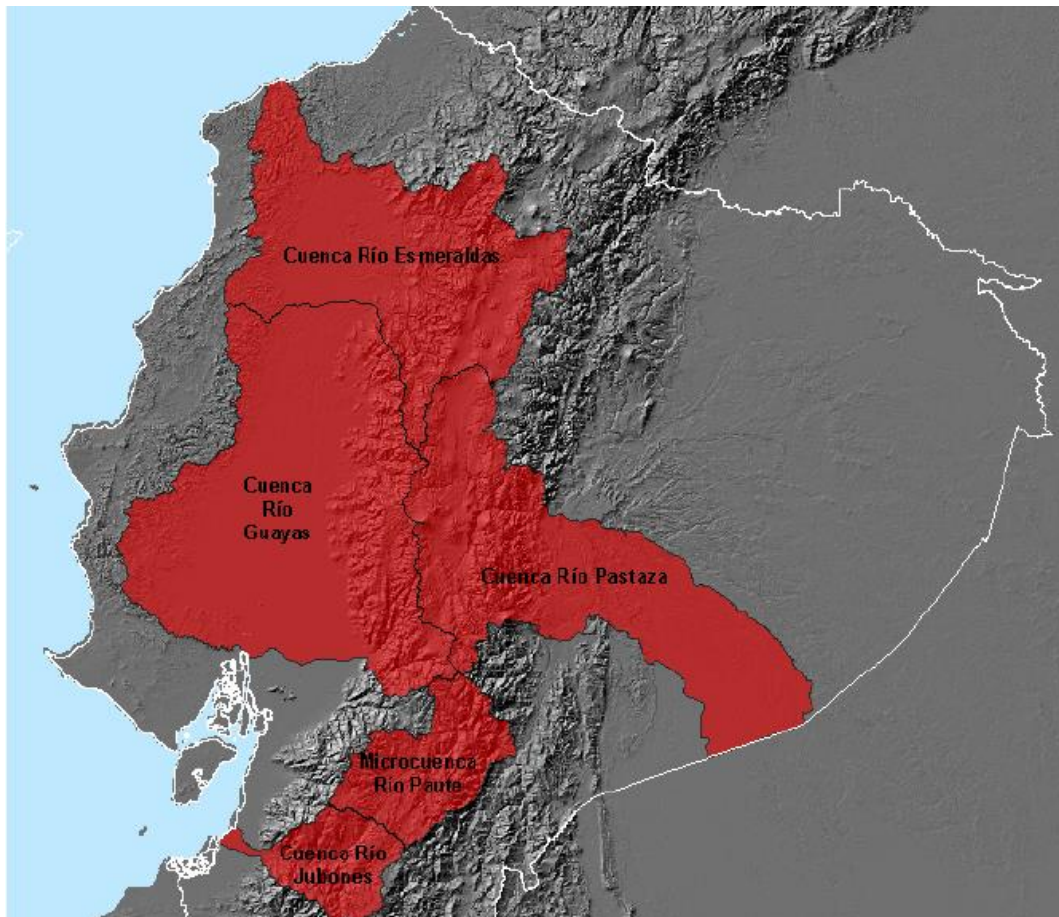 Cuenca Río Esmeraldas
Cuenca
Río
Guayas
Cuenca Río Pastaza
Microcuenca
Río Paute
Cuenca Río
Jubones